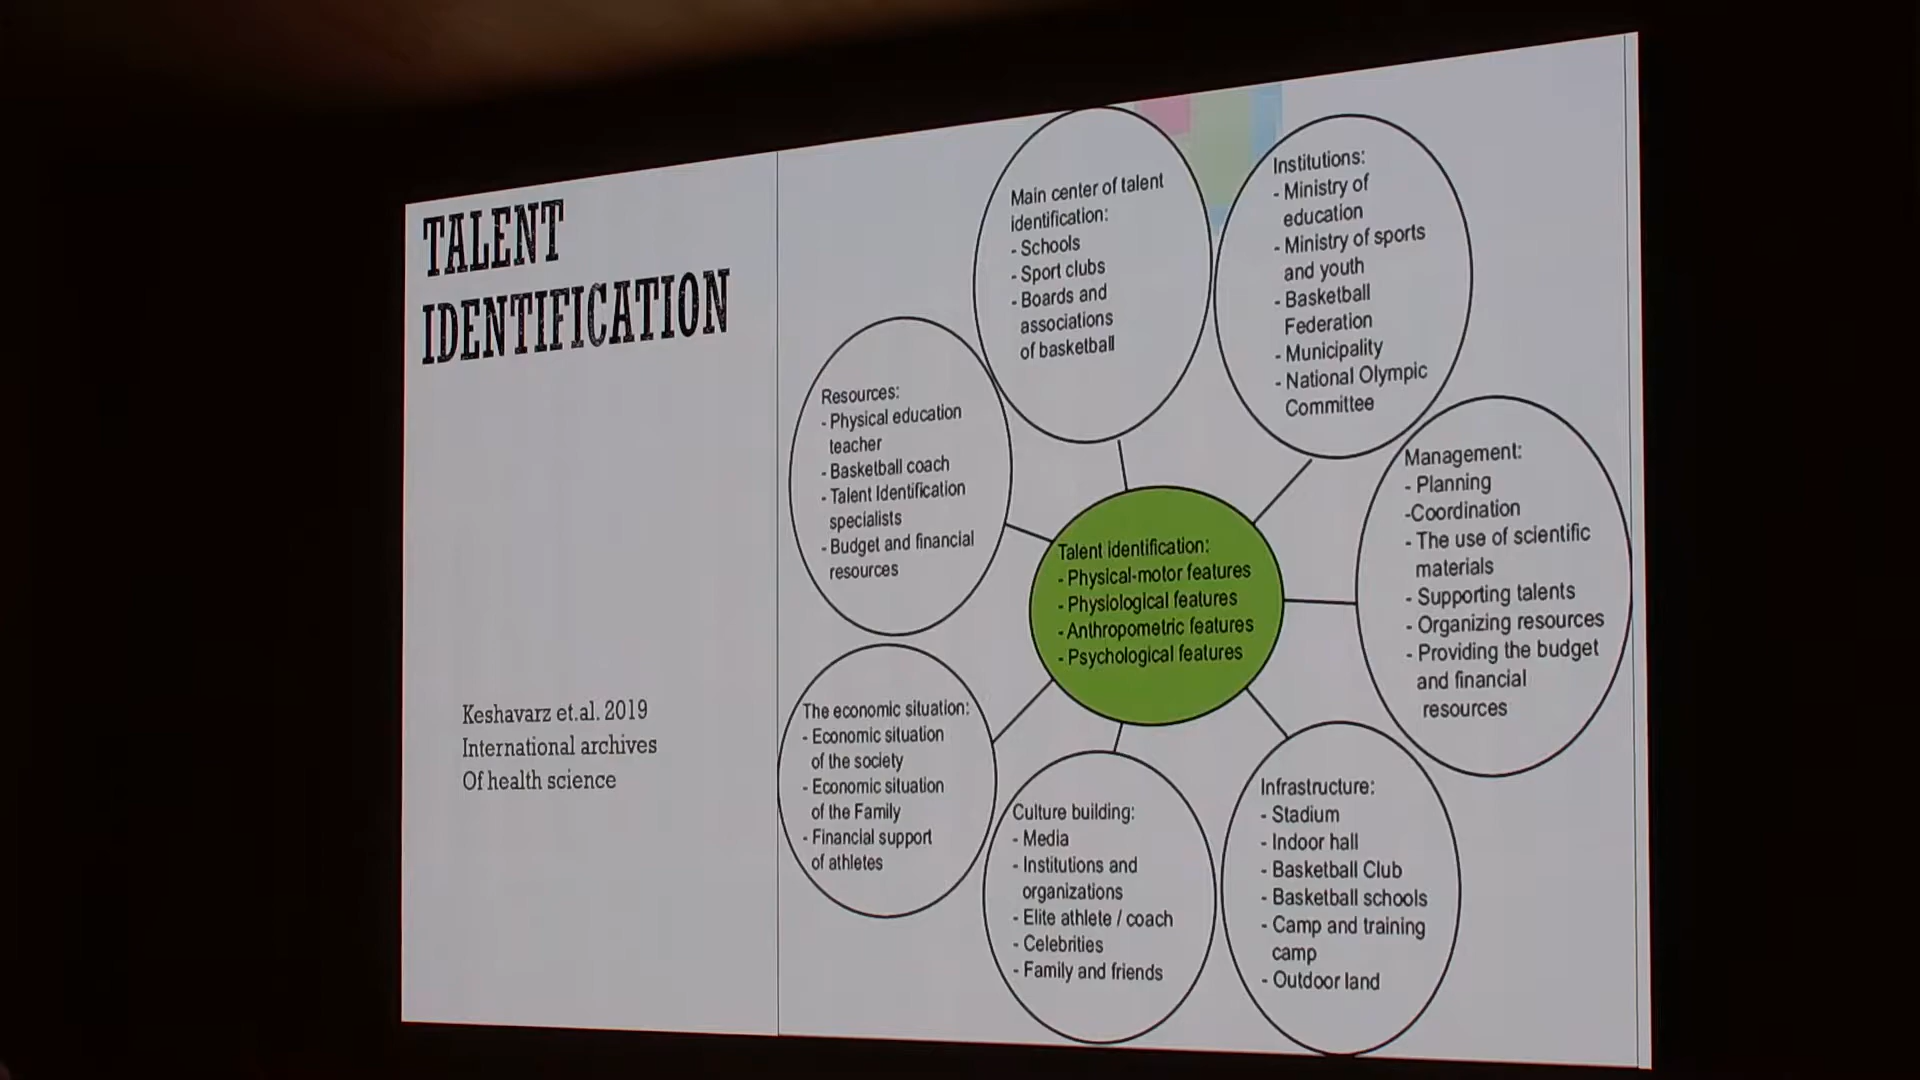 TALENT
IDENTIFICATION
Keshavarz et.al. 2019
International archives
Of health science
Main center of talent
identification:
- Schools
- Sport clubs
- Boards and
associations
of basketball
Institutions:
- Ministry of
education
- Ministry of sports
and youth
- Basketball
Federation
- Municipality
- National Olympic
Committee
Resources:
- Physical education
teacher
- Basketball coach
- Talent Identification
specialists
- Budget and financial
resources
Management:
- Planning
-Coordination
- The use of scientific
materials
- Supporting talents
- Organizing resources
- Providing the budget
and financial
resources
Talent identification:
- Physical-motor features
- Physiological features
- Anthropometric features
- Psychological features
The economic situation:
- Economic situation
of the society
- Economic situation
of the Family
- Financial support
of athletes
Culture building:
- Media
- Institutions and
organizations
- Elite athlete / coach
- Celebrities
- Family and friends
Infrastructure:
- Stadium
- Indoor hall
- Basketball Club
- Basketball schools
- Camp and training
camp
- Outdoor land